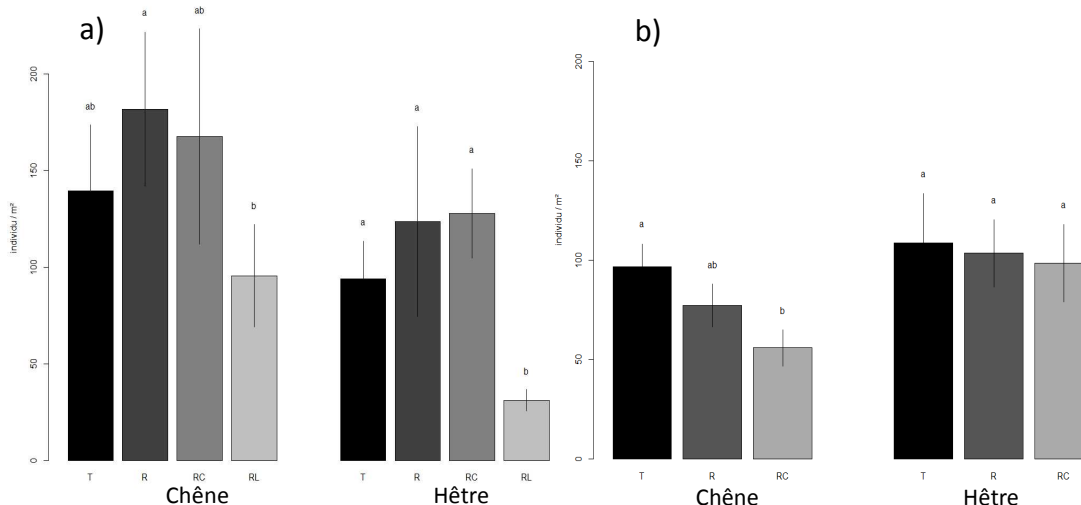 a)
individu / m²
0
50
100
150
200
ab
a
ab
b
a
a
a
b
T
R
RC
RL
T
R
RC
RL
Chêne
Hêtre
b)
individu / m²
0
50
100
150
200
a
ab
b
a
a
a
T
R
RC
T
R
RC
Chêne
Hêtre